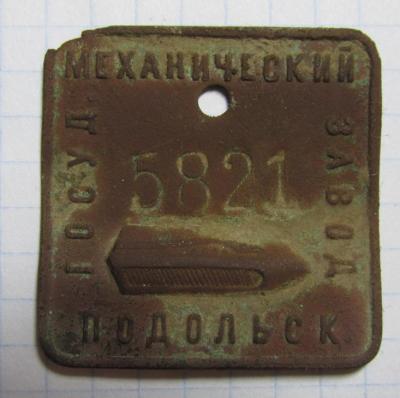 ГОСУД.
МЕХАНИЧЕСКИЙ
ЗАВОД
5821
ПОДОЛЬСК.